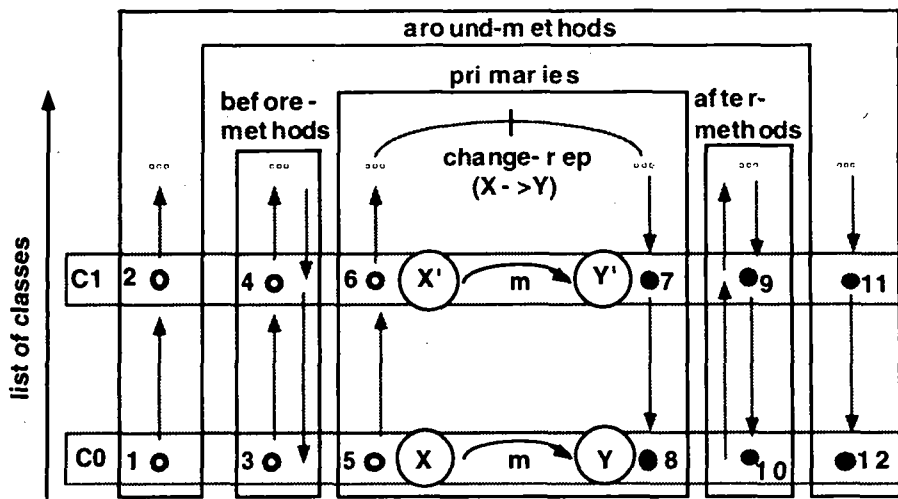 around-methods
primaries
before-
methods
after-
methods
change-rep
(X->Y)
list of classes
C1 2 4 6 X' m Y' 7 9 11
C0 1 3 5 X m Y 8 10 12